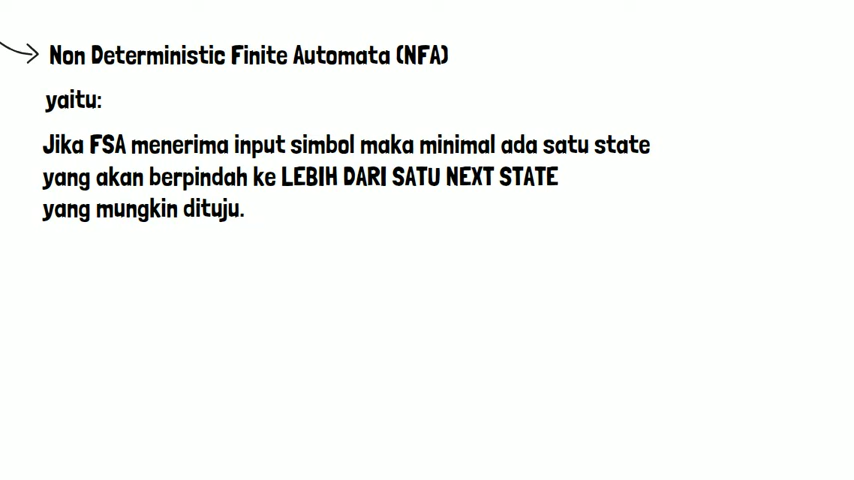 Non Deterministic Finite Automata (NFA)
yaitu:
Jika FSA menerima input simbol maka minimal ada satu state
yang akan berpindah ke LEBIH DARI SATU NEXT STATE
yang mungkin dituju.